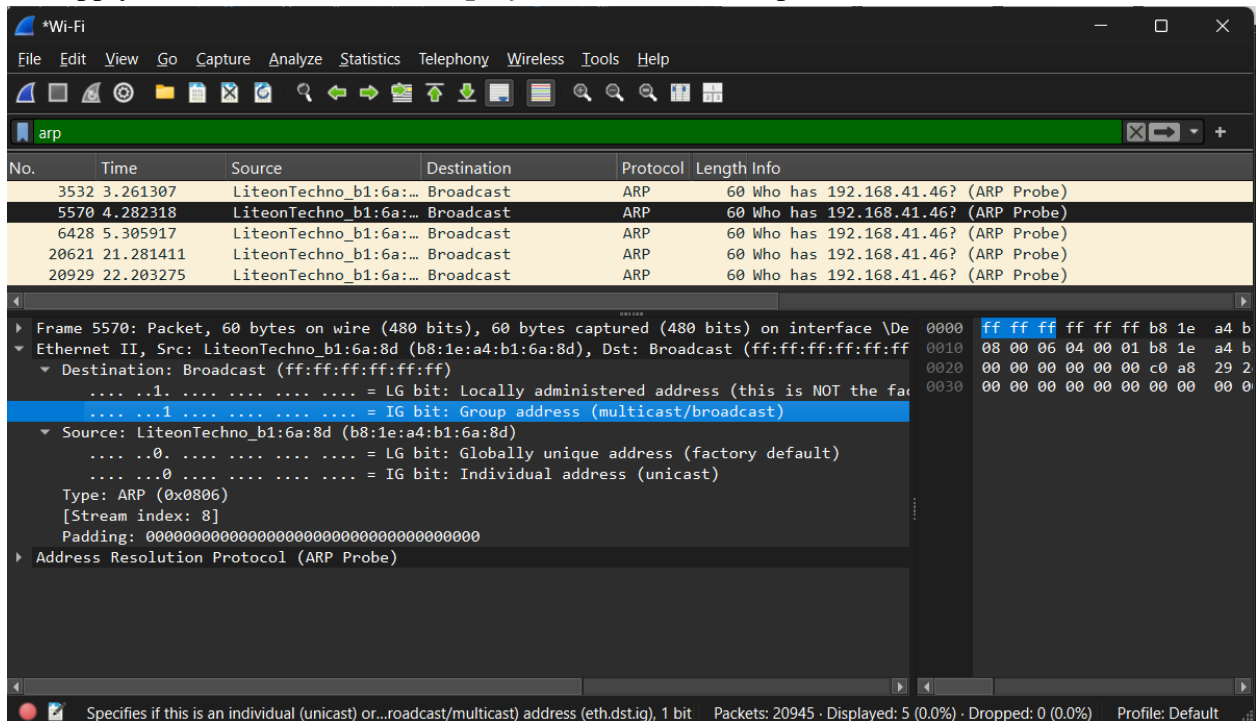 *Wi-Fi
File Edit View Go Capture Analyze Statistics Telephony Wireless Tools Help
arp
No. Time Source Destination Protocol Length Info
3532 3.261307 LiteonTechno_b1:6a:… Broadcast ARP 60 Who has 192.168.41.46? (ARP Probe)
5570 4.282318 LiteonTechno_b1:6a:… Broadcast ARP 60 Who has 192.168.41.46? (ARP Probe)
6428 5.305917 LiteonTechno_b1:6a:… Broadcast ARP 60 Who has 192.168.41.46? (ARP Probe)
20621 21.281411 LiteonTechno_b1:6a:… Broadcast ARP 60 Who has 192.168.41.46? (ARP Probe)
20929 22.203275 LiteonTechno_b1:6a:… Broadcast ARP 60 Who has 192.168.41.46? (ARP Probe)
Frame 5570: Packet, 60 bytes on wire (480 bits), 60 bytes captured (480 bits) on interface \De
Ethernet II, Src: LiteonTechno_b1:6a:8d (b8:1e:a4:b1:6a:8d), Dst: Broadcast (ff:ff:ff:ff:ff:ff
Destination: Broadcast (ff:ff:ff:ff:ff:ff)
.... ..1. .... .... .... .... = LG bit: Locally administered address (this is NOT the fac
.... ...1 .... .... .... .... = IG bit: Group address (multicast/broadcast)
Source: LiteonTechno_b1:6a:8d (b8:1e:a4:b1:6a:8d)
.... ..0. .... .... .... .... = LG bit: Globally unique address (factory default)
.... ...0 .... .... .... .... = IG bit: Individual address (unicast)
Type: ARP (0x0806)
[Stream index: 8]
Padding: 000000000000000000000000000000000000
Address Resolution Protocol (ARP Probe)
0000 ff ff ff ff ff ff b8 1e a4 b
0010 08 00 06 04 00 01 b8 1e a4 b
0020 00 00 00 00 00 00 c0 a8 29 2
0030 00 00 00 00 00 00 00 00 00 0
Specifies if this is an individual (unicast) or…roadcast/multicast) address (eth.dst.ig), 1 bit Packets: 20945 · Displayed: 5 (0.0%) · Dropped: 0 (0.0%) Profile: Default